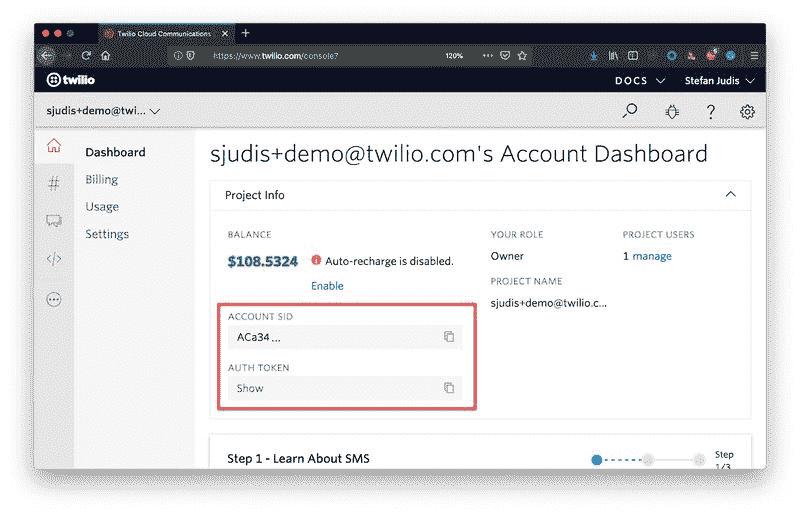 Twilio Cloud Communications
https://www.twilio.com/console?
120%
twilio
DOCS
Stefan Judis
sjudis+demo@twi...
Dashboard
Billing
Usage
Settings
sjudis+demo@twilio.com's Account Dashboard
Project Info
BALANCE
$108.5324
Auto-recharge is disabled.
Enable
YOUR ROLE
Owner
PROJECT USERS
1 manage
PROJECT NAME
sjudis+demo@twilio.c...
ACCOUNT SID
ACa34 ...
AUTH TOKEN
Show
Step 1 - Learn About SMS
Step
1/3